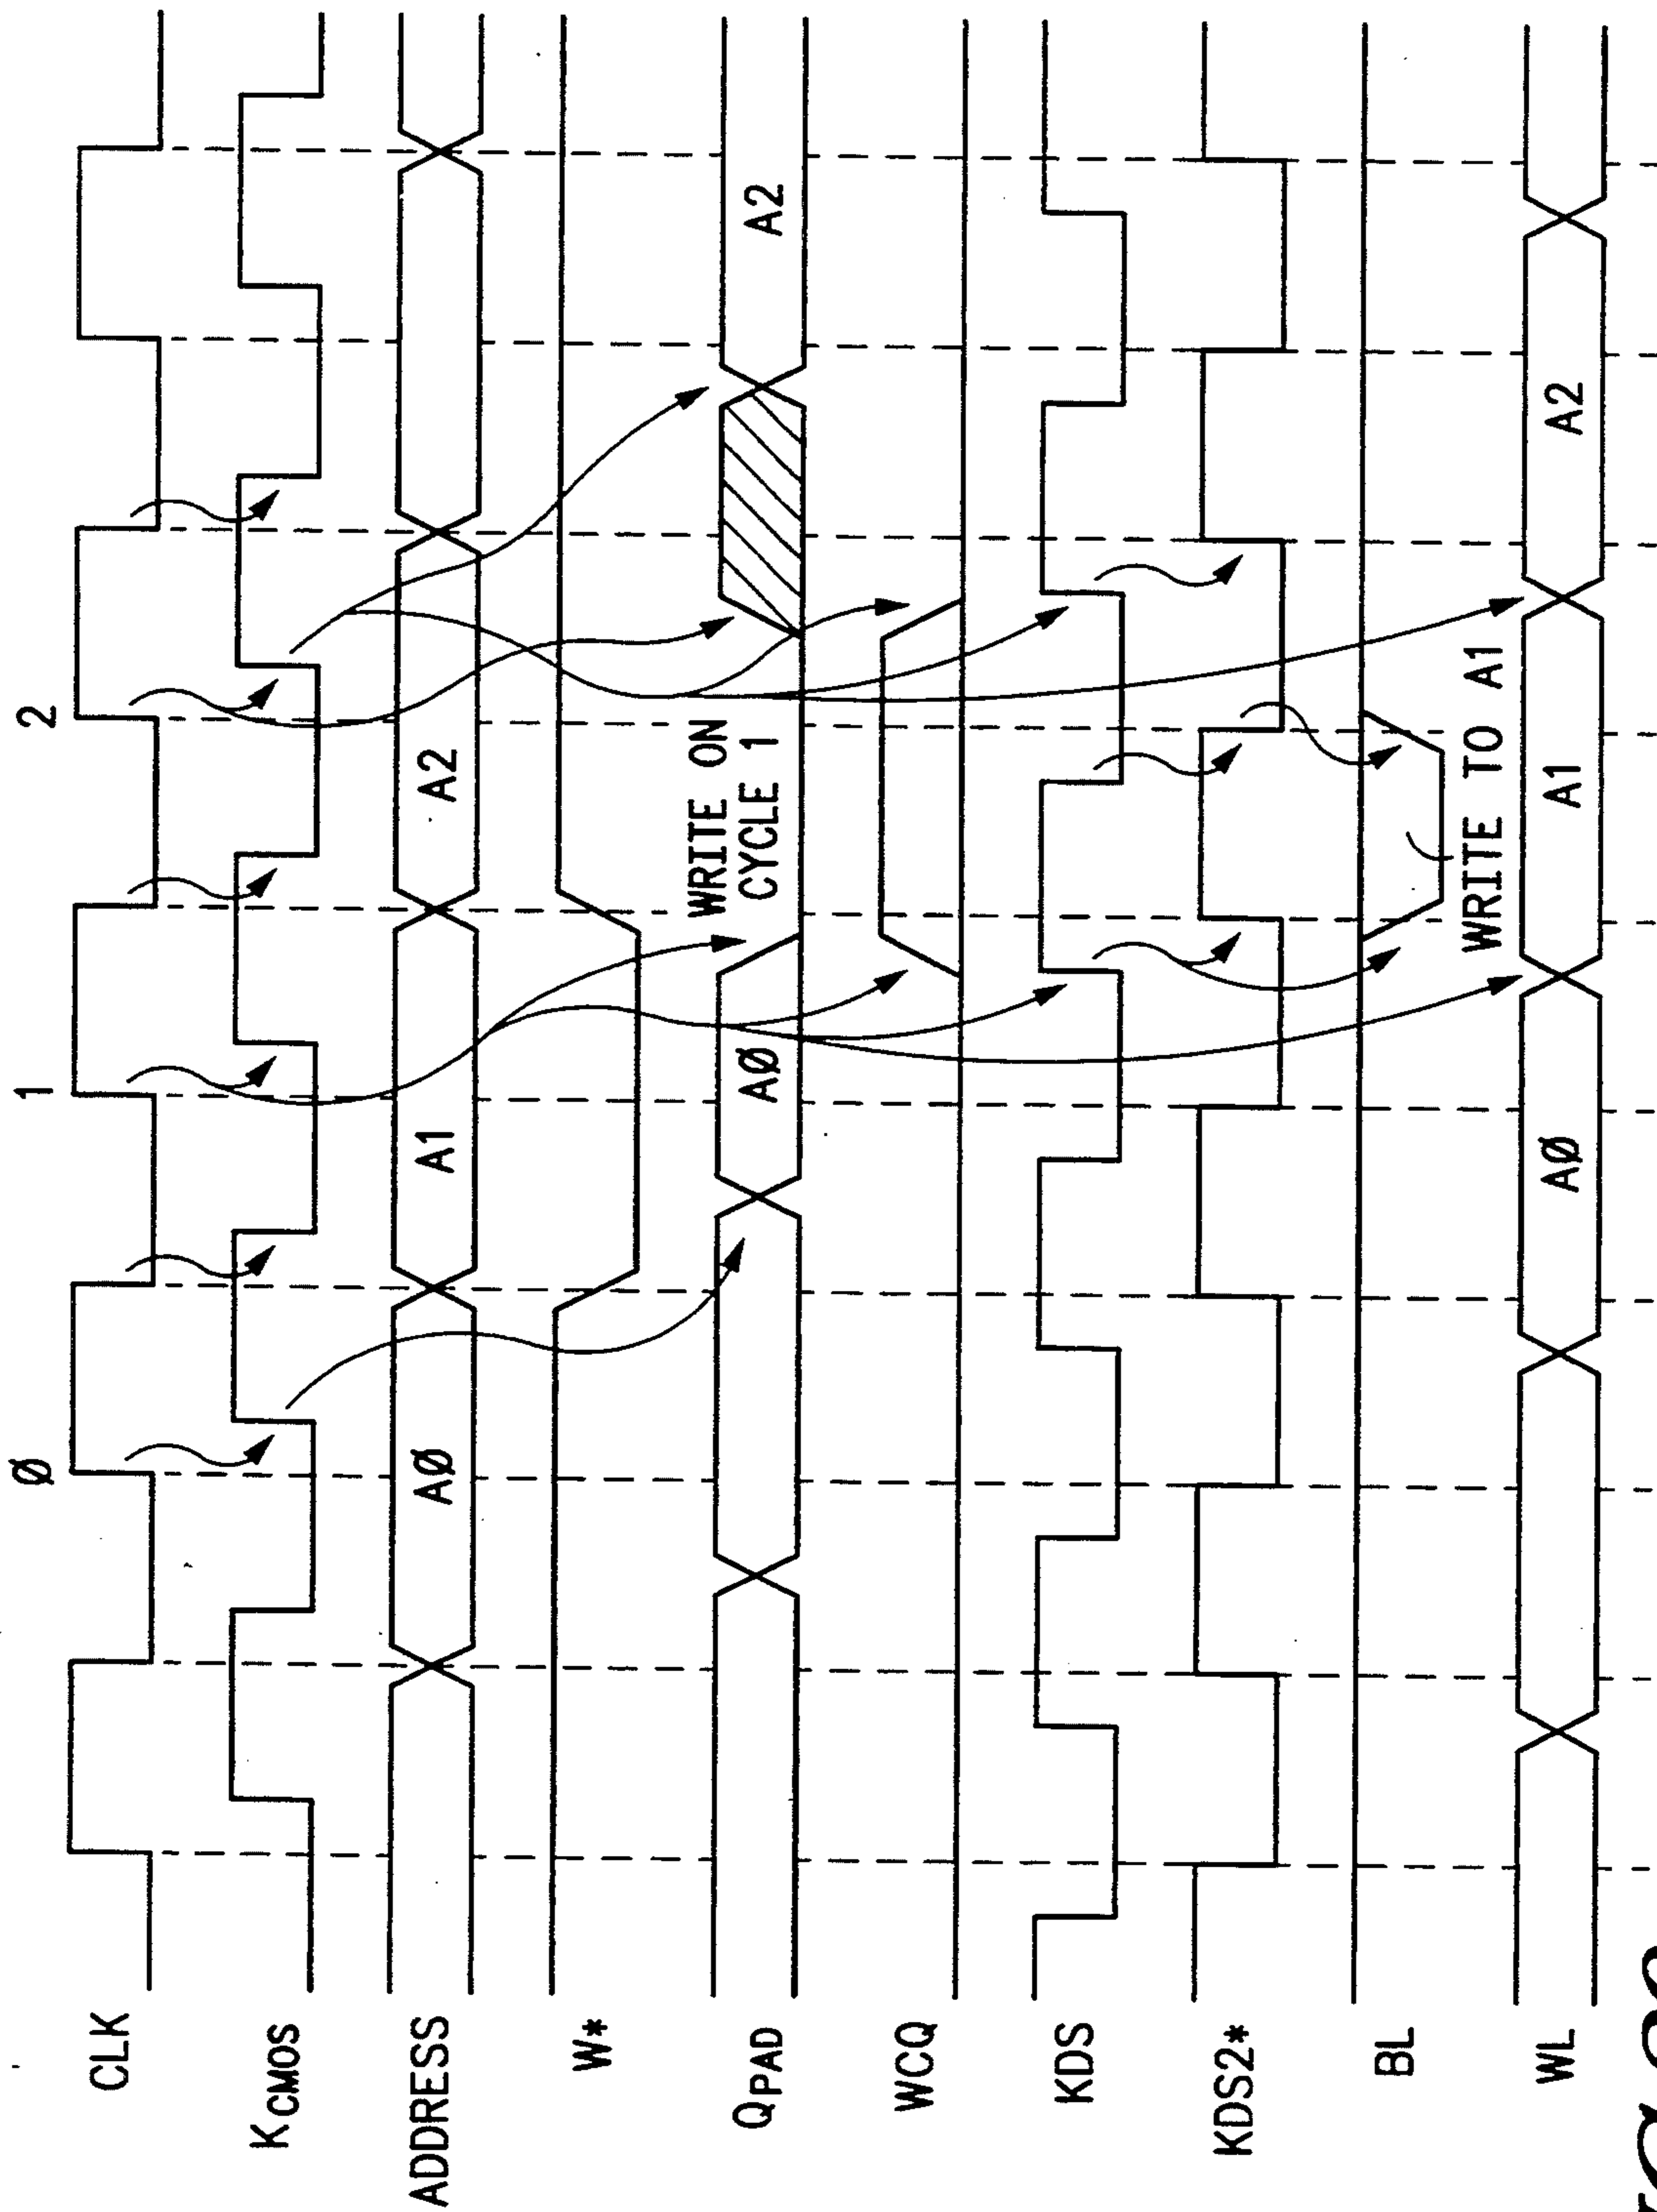 Ø 1 2
CLK
KCMOS
ADDRESS AØ A1 A2
W*
QPAD AØ WRITE ON
CYCLE 1 A2
WCQ
KDS
KDS2*
BL
WRITE TO A1
WL AØ A1 A2